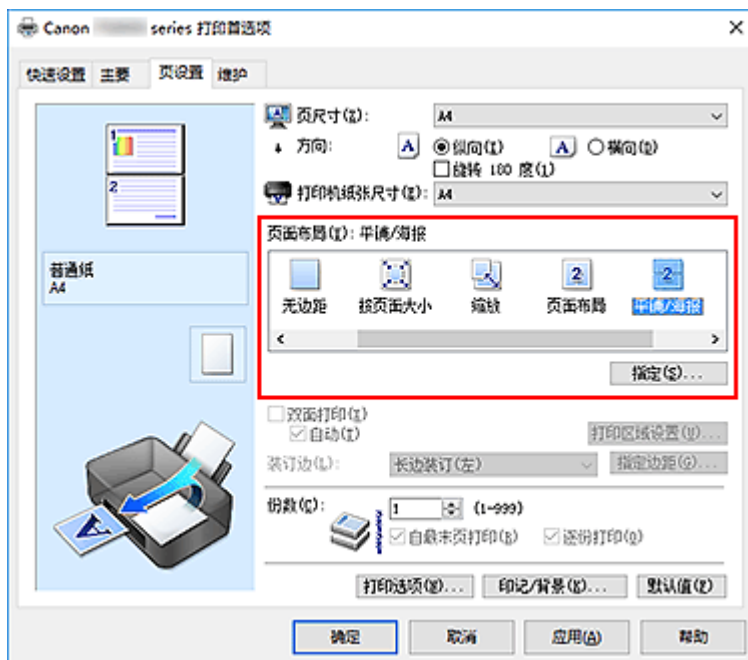 Canon series 打印首选项
快速设置 主要 页设置 维护
页尺寸(Z): A4
方向: A 纵向(T) A 横向(D)
旋转 180 度(1)
打印机纸张尺寸(E): A4
页面布局(I): 平铺/海报
无边距 按页面大小 缩放 页面布局 平铺/海报
指定(S)...
普通纸
A4
双面打印(X)
自动(I)
打印区域设置(U)...
装订边(L): 长边装订(左) 指定边距(G)...
份数(C): 1 (1-999)
自最末页打印(B) 逐份打印(O)
打印选项(N)... 印记/背景(K)... 默认值(F)
确定 取消 应用(A) 帮助